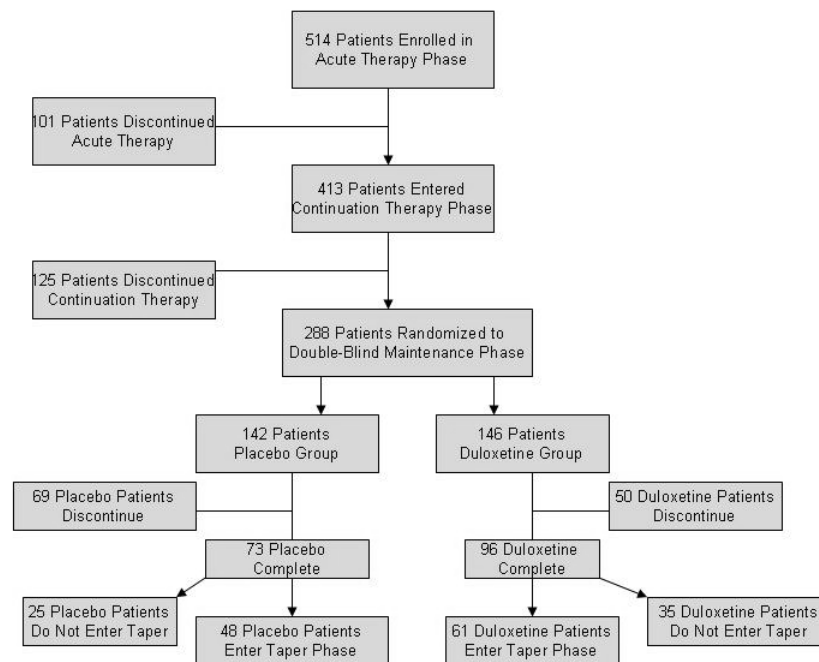 514 Patients Enrolled in
Acute Therapy Phase
101 Patients Discontinued
Acute Therapy
413 Patients Entered
Continuation Therapy Phase
125 Patients Discontinued
Continuation Therapy
288 Patients Randomized to
Double-Blind Maintenance Phase
142 Patients
Placebo Group
146 Patients
Duloxetine Group
69 Placebo Patients
Discontinue
50 Duloxetine Patients
Discontinue
73 Placebo
Complete
96 Duloxetine
Complete
25 Placebo Patients
Do Not Enter Taper
48 Placebo Patients
Enter Taper Phase
61 Duloxetine Patients
Enter Taper Phase
35 Duloxetine Patients
Do Not Enter Taper